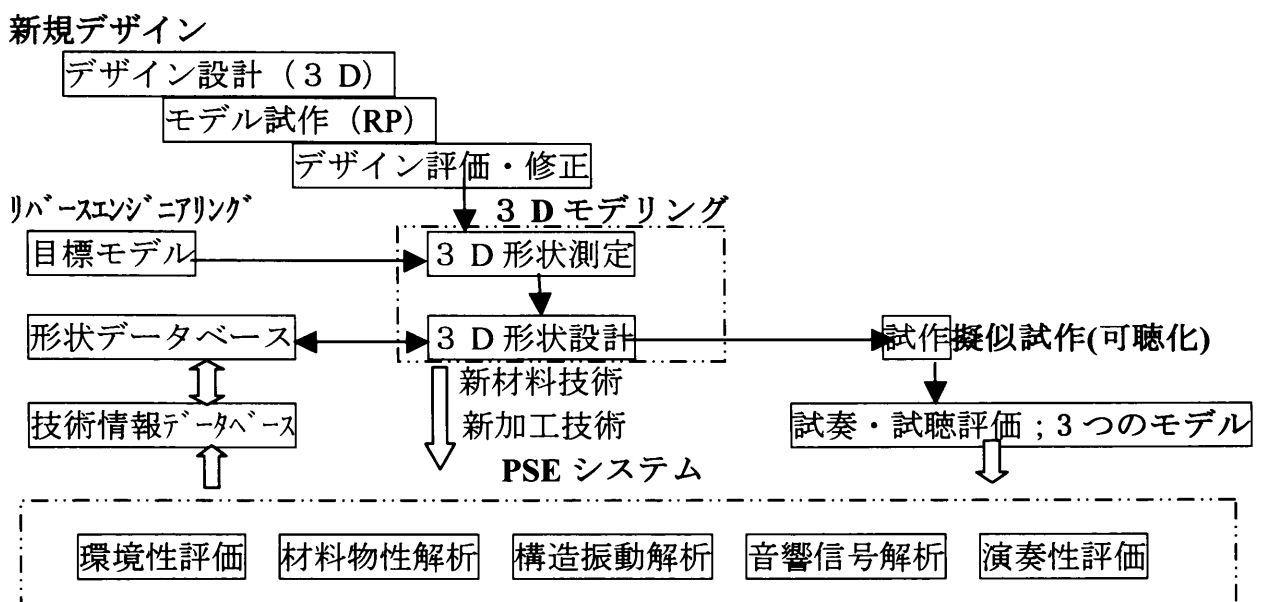 新規デザイン
デザイン設計（３D）
モデル試作（RP）
デザイン評価・修正
ﾘﾊﾞｰｽｴﾝｼﾞﾆｱﾘﾝｸﾞ
３Dモデリング
目標モデル
３D形状測定
形状データベース
３D形状設計
試作擬似試作(可聴化)
新材料技術
技術情報ﾃﾞｰﾀﾍﾞｰｽ
新加工技術
試奏・試聴評価；３つのモデル
PSEシステム
環境性評価 材料物性解析 構造振動解析 音響信号解析 演奏性評価